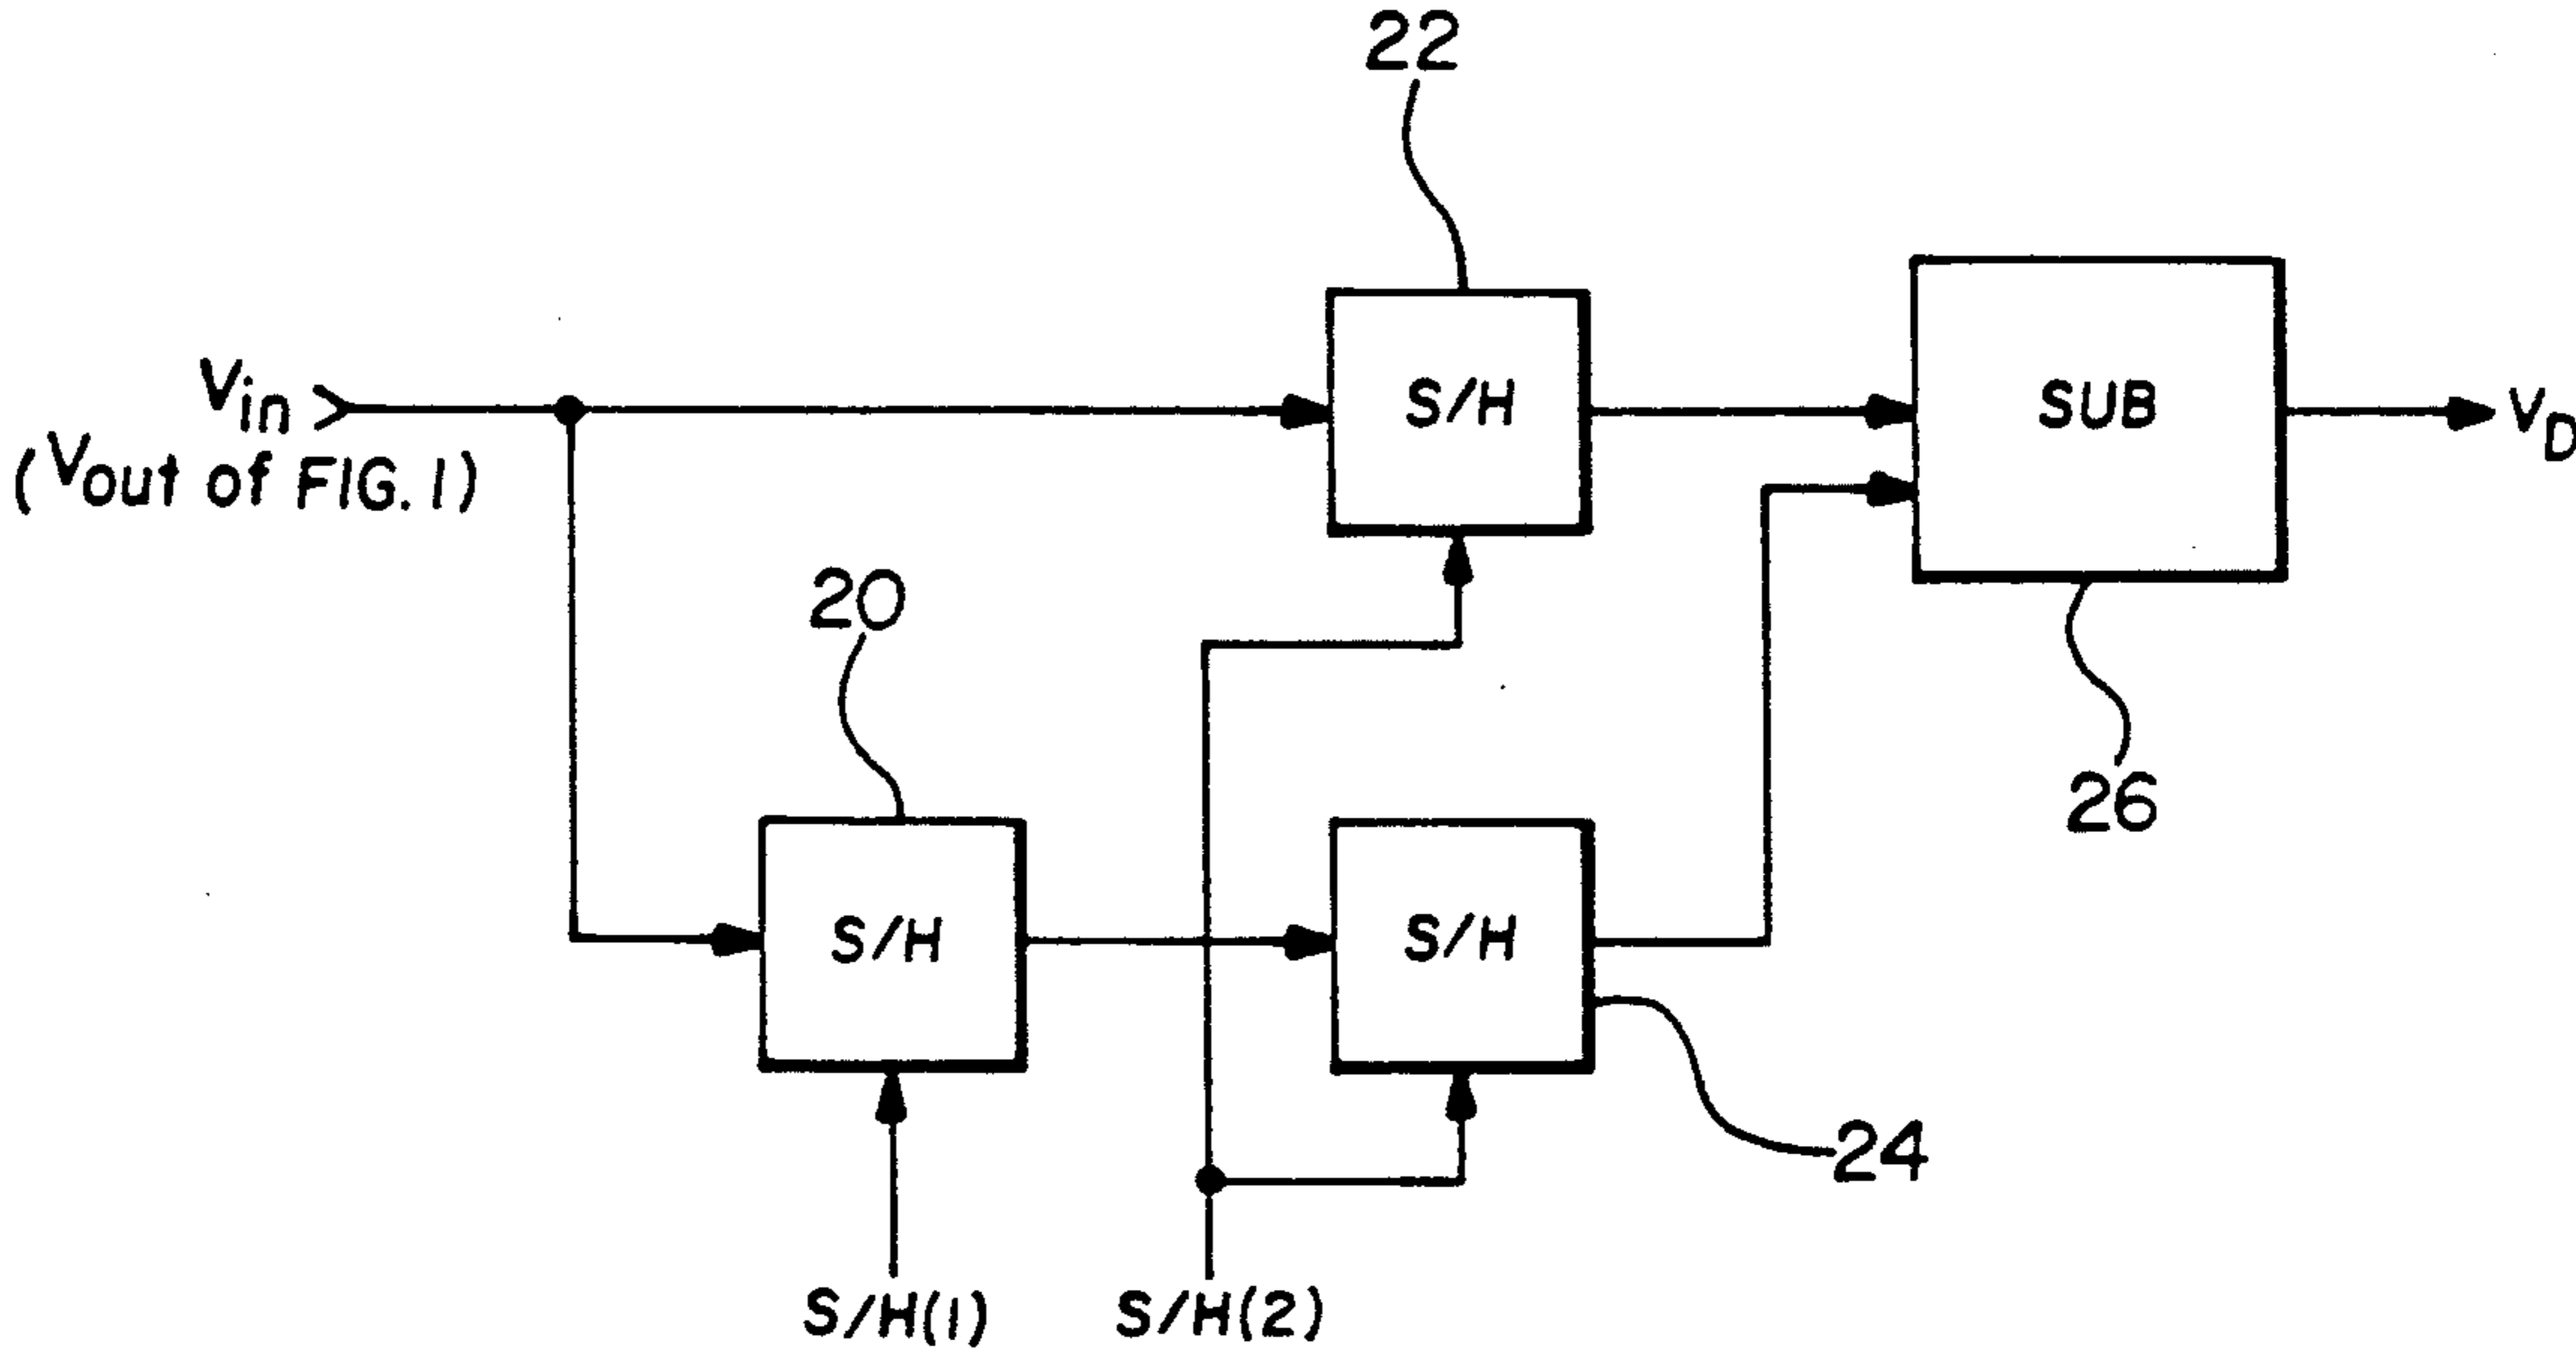 22
Vin
(Vout of FIG. 1)
S/H
SUB
VD
20
26
S/H
S/H
24
S/H(1)
S/H(2)